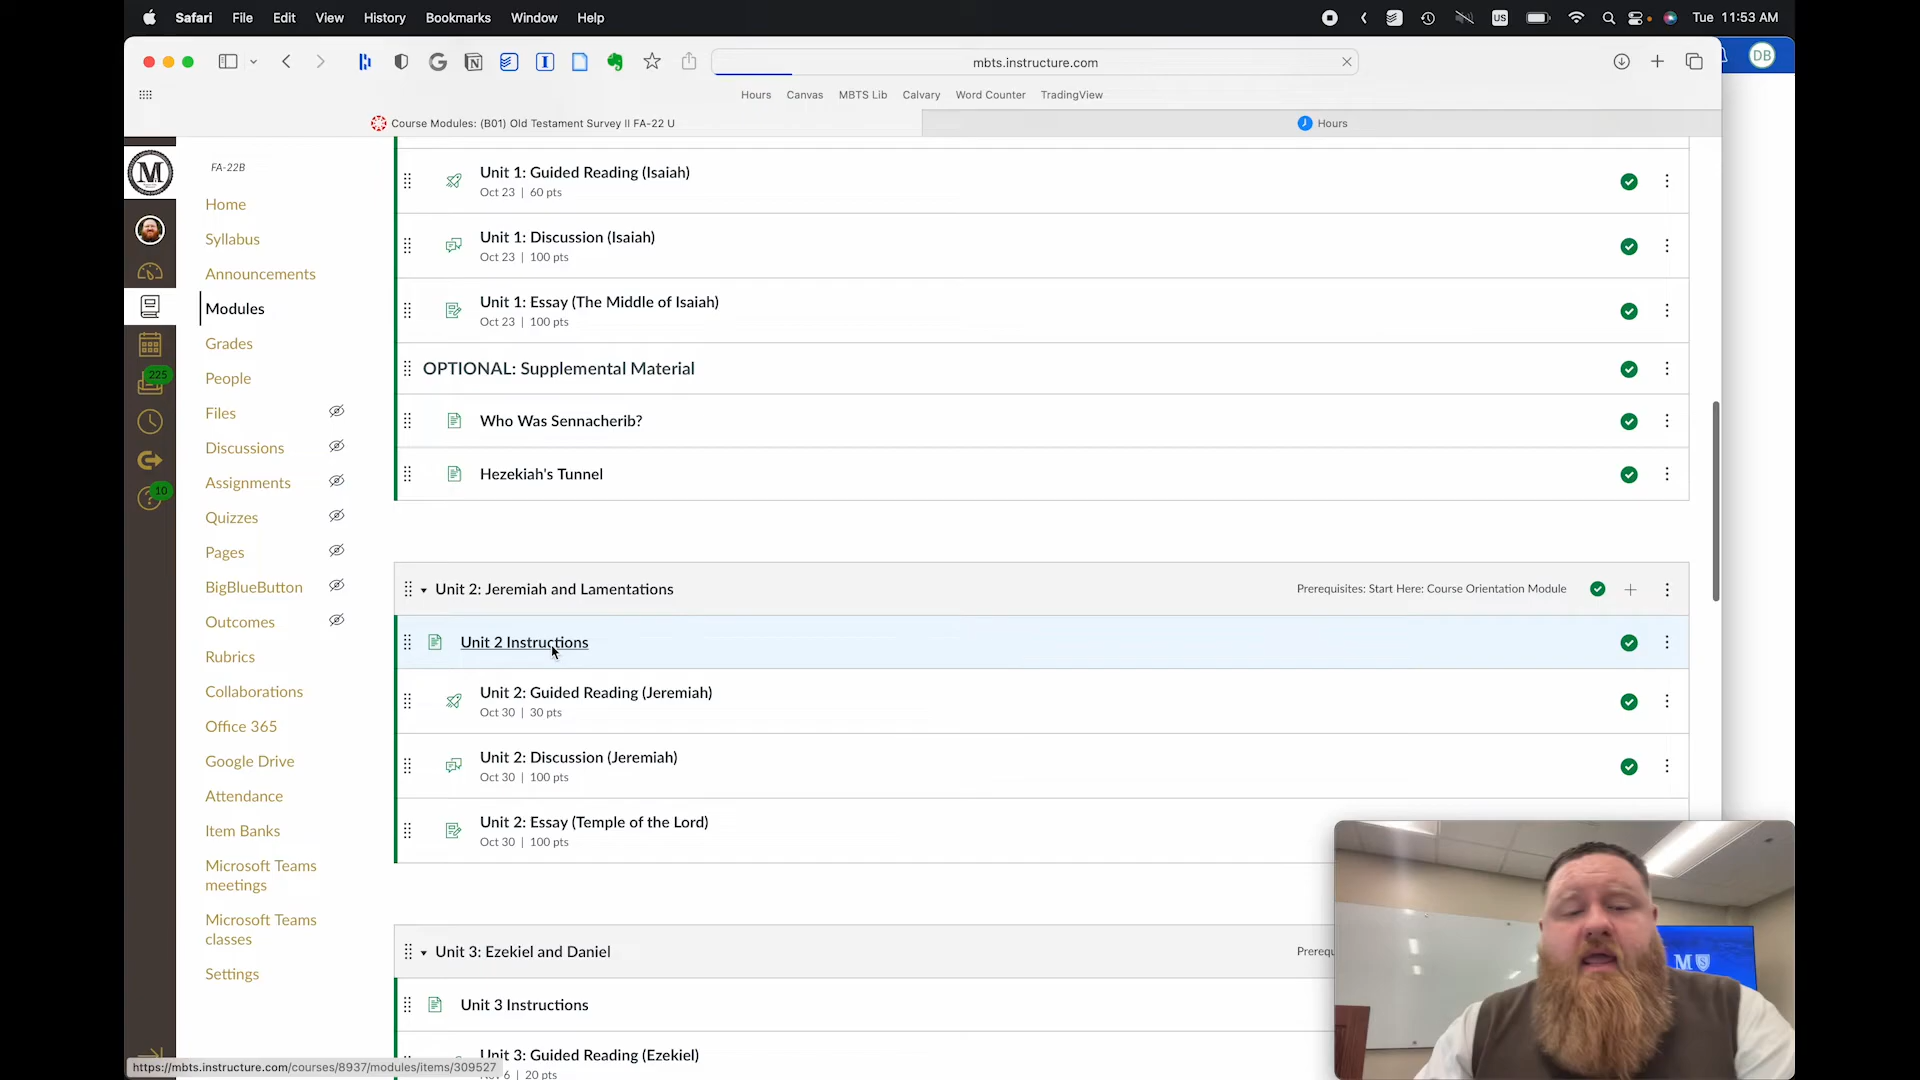 Safari File Edit View History Bookmarks Window Help
US
Tue 11:53 AM
mbts.instructure.com
DB
Hours Canvas MBTS Lib Calvary Word Counter TradingView
Course Modules: (B01) Old Testament Survey II FA-22 U
Hours
M
FA-22B
Home
Syllabus
Announcements
Modules
Grades
People
Files
Discussions
Assignments
Quizzes
Pages
BigBlueButton
Outcomes
Rubrics
Collaborations
Office 365
Google Drive
Attendance
Item Banks
Microsoft Teams
meetings
Microsoft Teams
classes
Settings
225
10
Unit 1: Guided Reading (Isaiah)
Oct 23 | 60 pts
Unit 1: Discussion (Isaiah)
Oct 23 | 100 pts
Unit 1: Essay (The Middle of Isaiah)
Oct 23 | 100 pts
OPTIONAL: Supplemental Material
Who Was Sennacherib?
Hezekiah's Tunnel
Unit 2: Jeremiah and Lamentations
Prerequisites: Start Here: Course Orientation Module
Unit 2 Instructions
Unit 2: Guided Reading (Jeremiah)
Oct 30 | 30 pts
Unit 2: Discussion (Jeremiah)
Oct 30 | 100 pts
Unit 2: Essay (Temple of the Lord)
Oct 30 | 100 pts
Unit 3: Ezekiel and Daniel
Prerequ
Unit 3 Instructions
Unit 3: Guided Reading (Ezekiel)
6 | 20 pts
https://mbts.instructure.com/courses/8937/modules/items/309527
M S